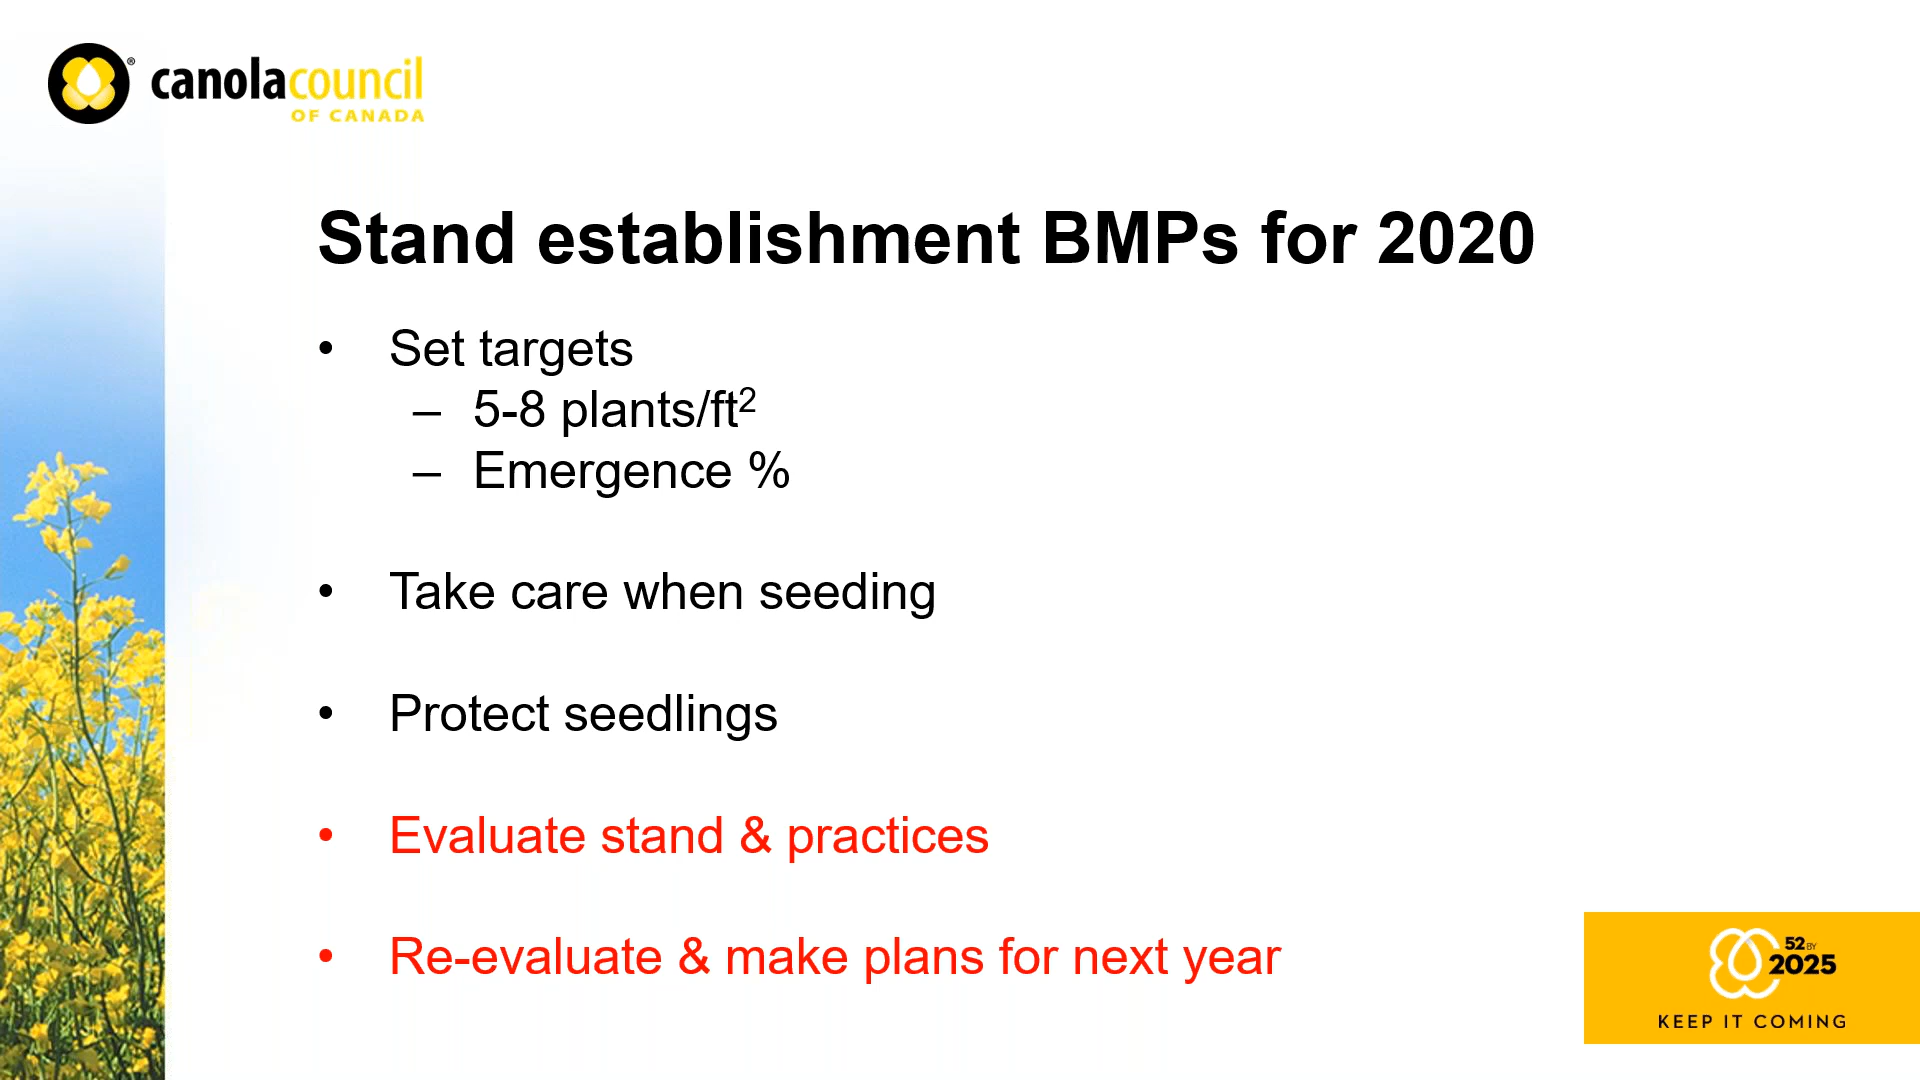 canolacouncil®
OF CANADA
Stand establishment BMPs for 2020
• Set targets
– 5-8 plants/ft²
– Emergence %
• Take care when seeding
• Protect seedlings
• Evaluate stand & practices
• Re-evaluate & make plans for next year
52 BY
2025
KEEP IT COMING